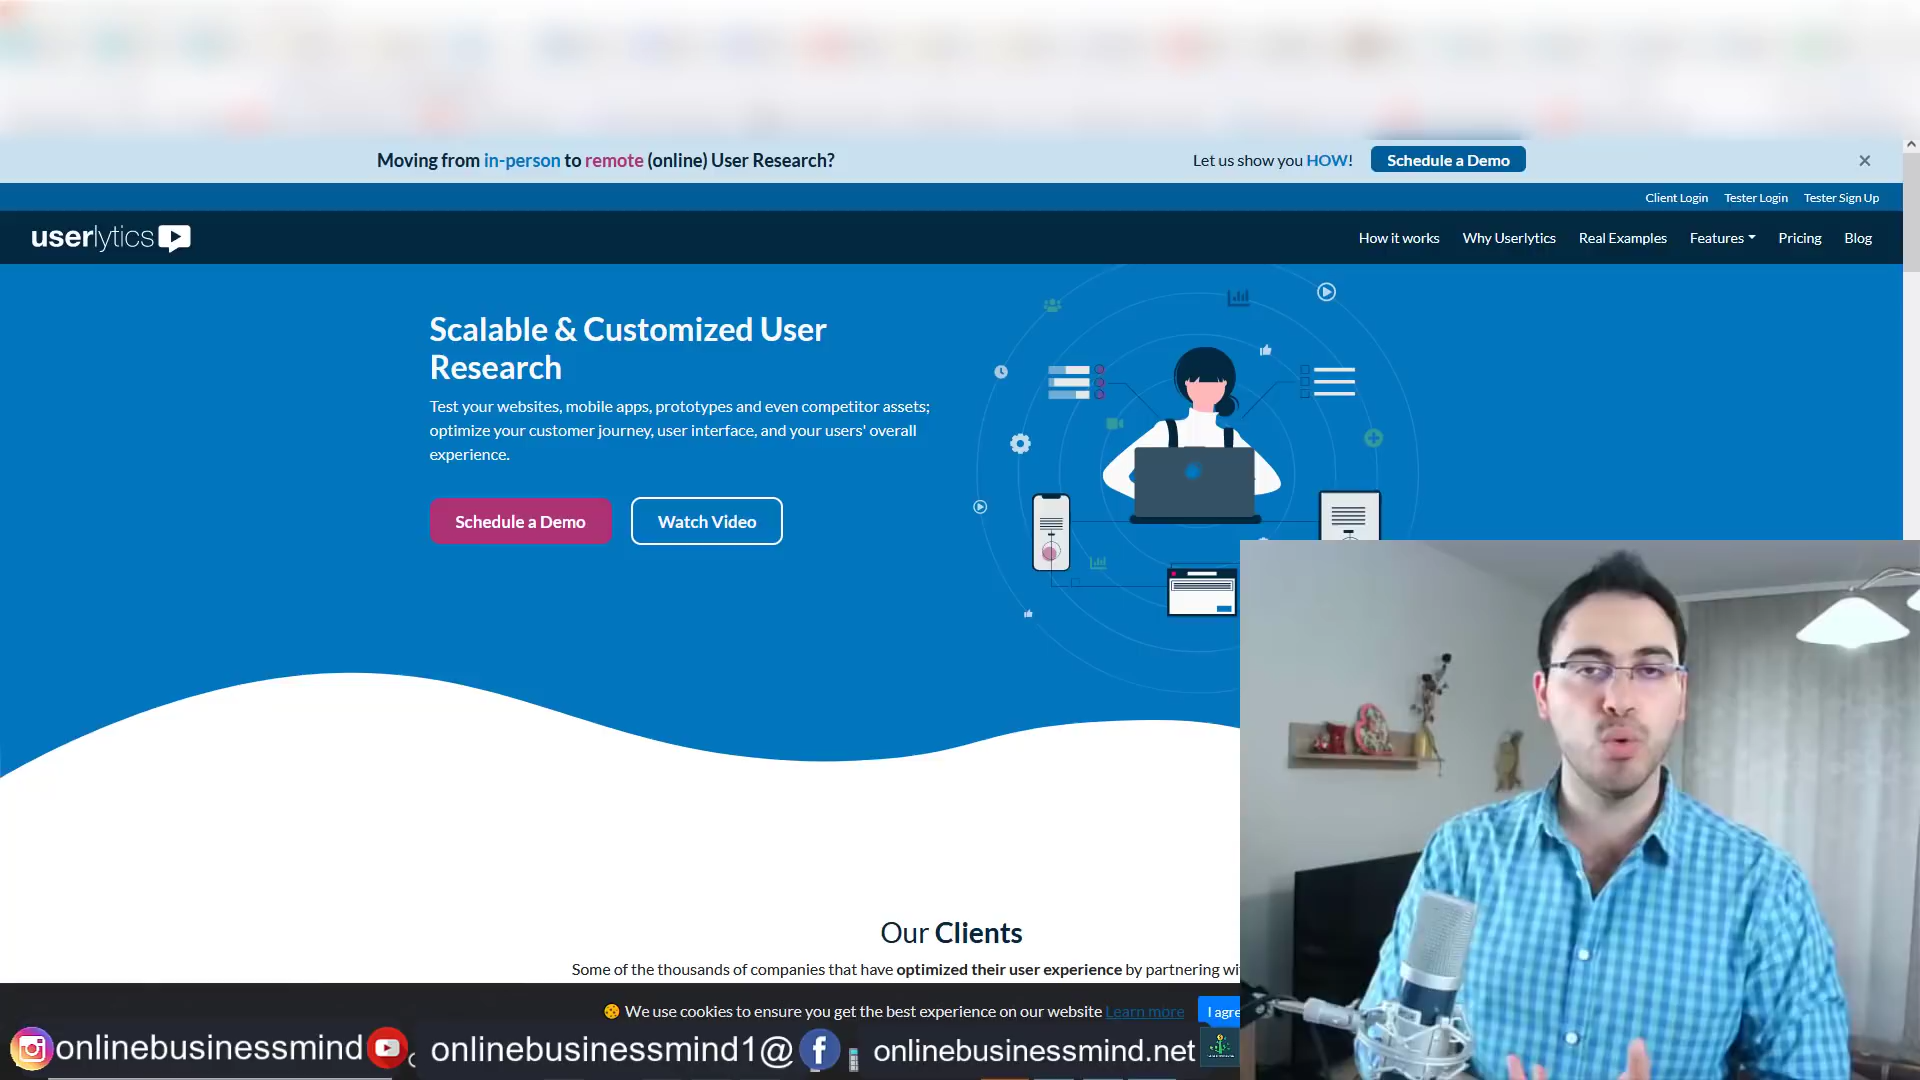 Moving from in-person to remote (online) User Research?
Let us show you HOW! Schedule a Demo
Client Login Tester Login Tester Sign Up
userlytics
How it works Why Userlytics Real Examples Features Pricing Blog
Scalable & Customized User
Research
Test your websites, mobile apps, prototypes and even competitor assets;
optimize your customer journey, user interface, and your users' overall
experience.
Schedule a Demo Watch Video
Our Clients
Some of the thousands of companies that have optimized their user experience by partnering
We use cookies to ensure you get the best experience on our website Learn more
I
onlinebusinessmind onlinebusinessmind1@ onlinebusinessmind.net